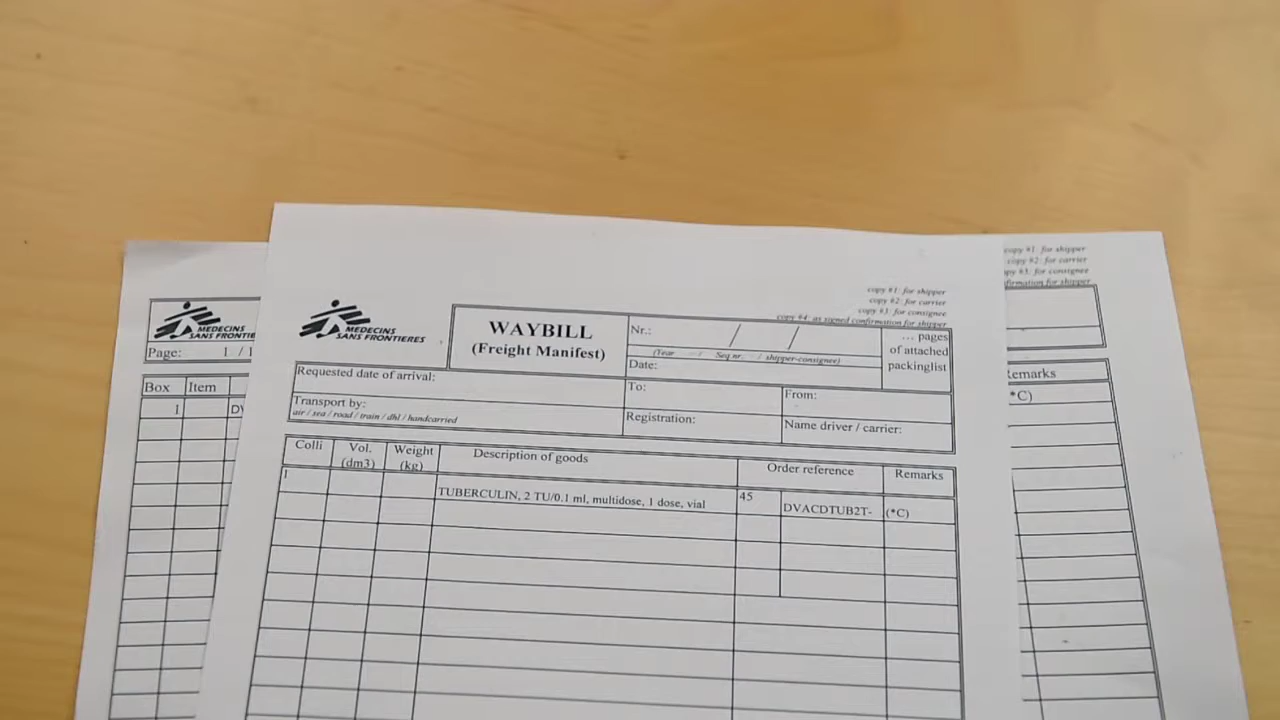 copy #1: for shipper
copy #2: for carrier
copy #3: for consignee
copy #4: as signed confirmation for shipper
MEDECINS
SANS FRONTIERES
WAYBILL
(Freight Manifest)
Nr.: / /
(Year / Seq nr. / shipper-consignee)
Date:
… pages
of attached
packinglist
Requested date of arrival:
To:
From:
Transport by:
air / sea / road / train / dhl / handcarried
Registration:
Name driver / carrier:
Colli
Vol.
(dm3)
Weight
(kg)
Description of goods
Order reference
Remarks
1
TUBERCULIN, 2 TU/0.1 ml, multidose, 1 dose, vial
45
DVACDTUB2T-
(*C)
MEDECINS
SANS FRONTIE
Page: 1 / 1
Box
Item
1
copy #1: for shipper
copy #2: for carrier
copy #3: for consignee
firmation for shipper
Remarks
*C)